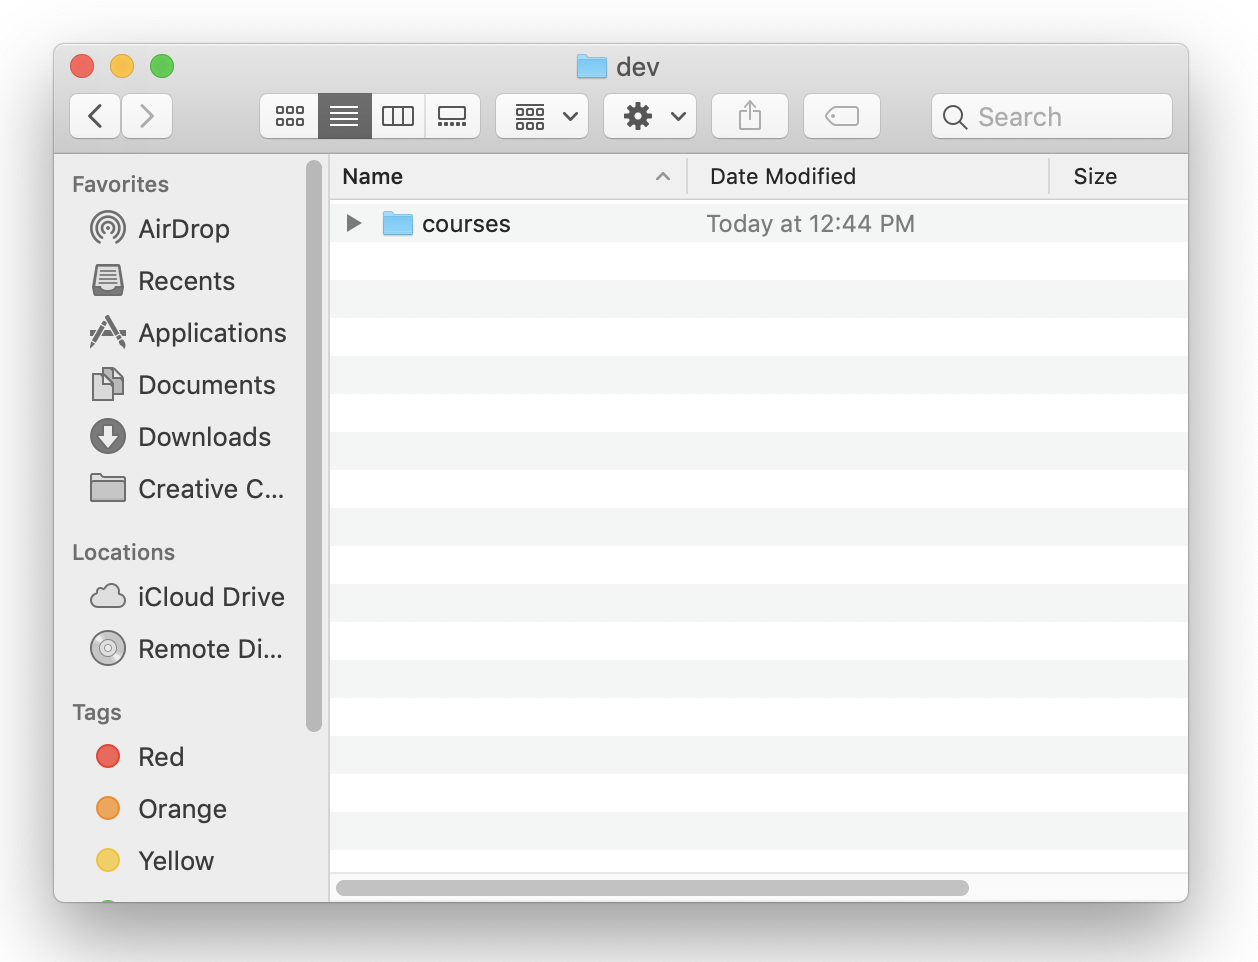 dev
Search
Favorites
AirDrop
Recents
Applications
Documents
Downloads
Creative C...
Locations
iCloud Drive
Remote Di...
Tags
Red
Orange
Yellow
Name Date Modified Size
courses Today at 12:44 PM